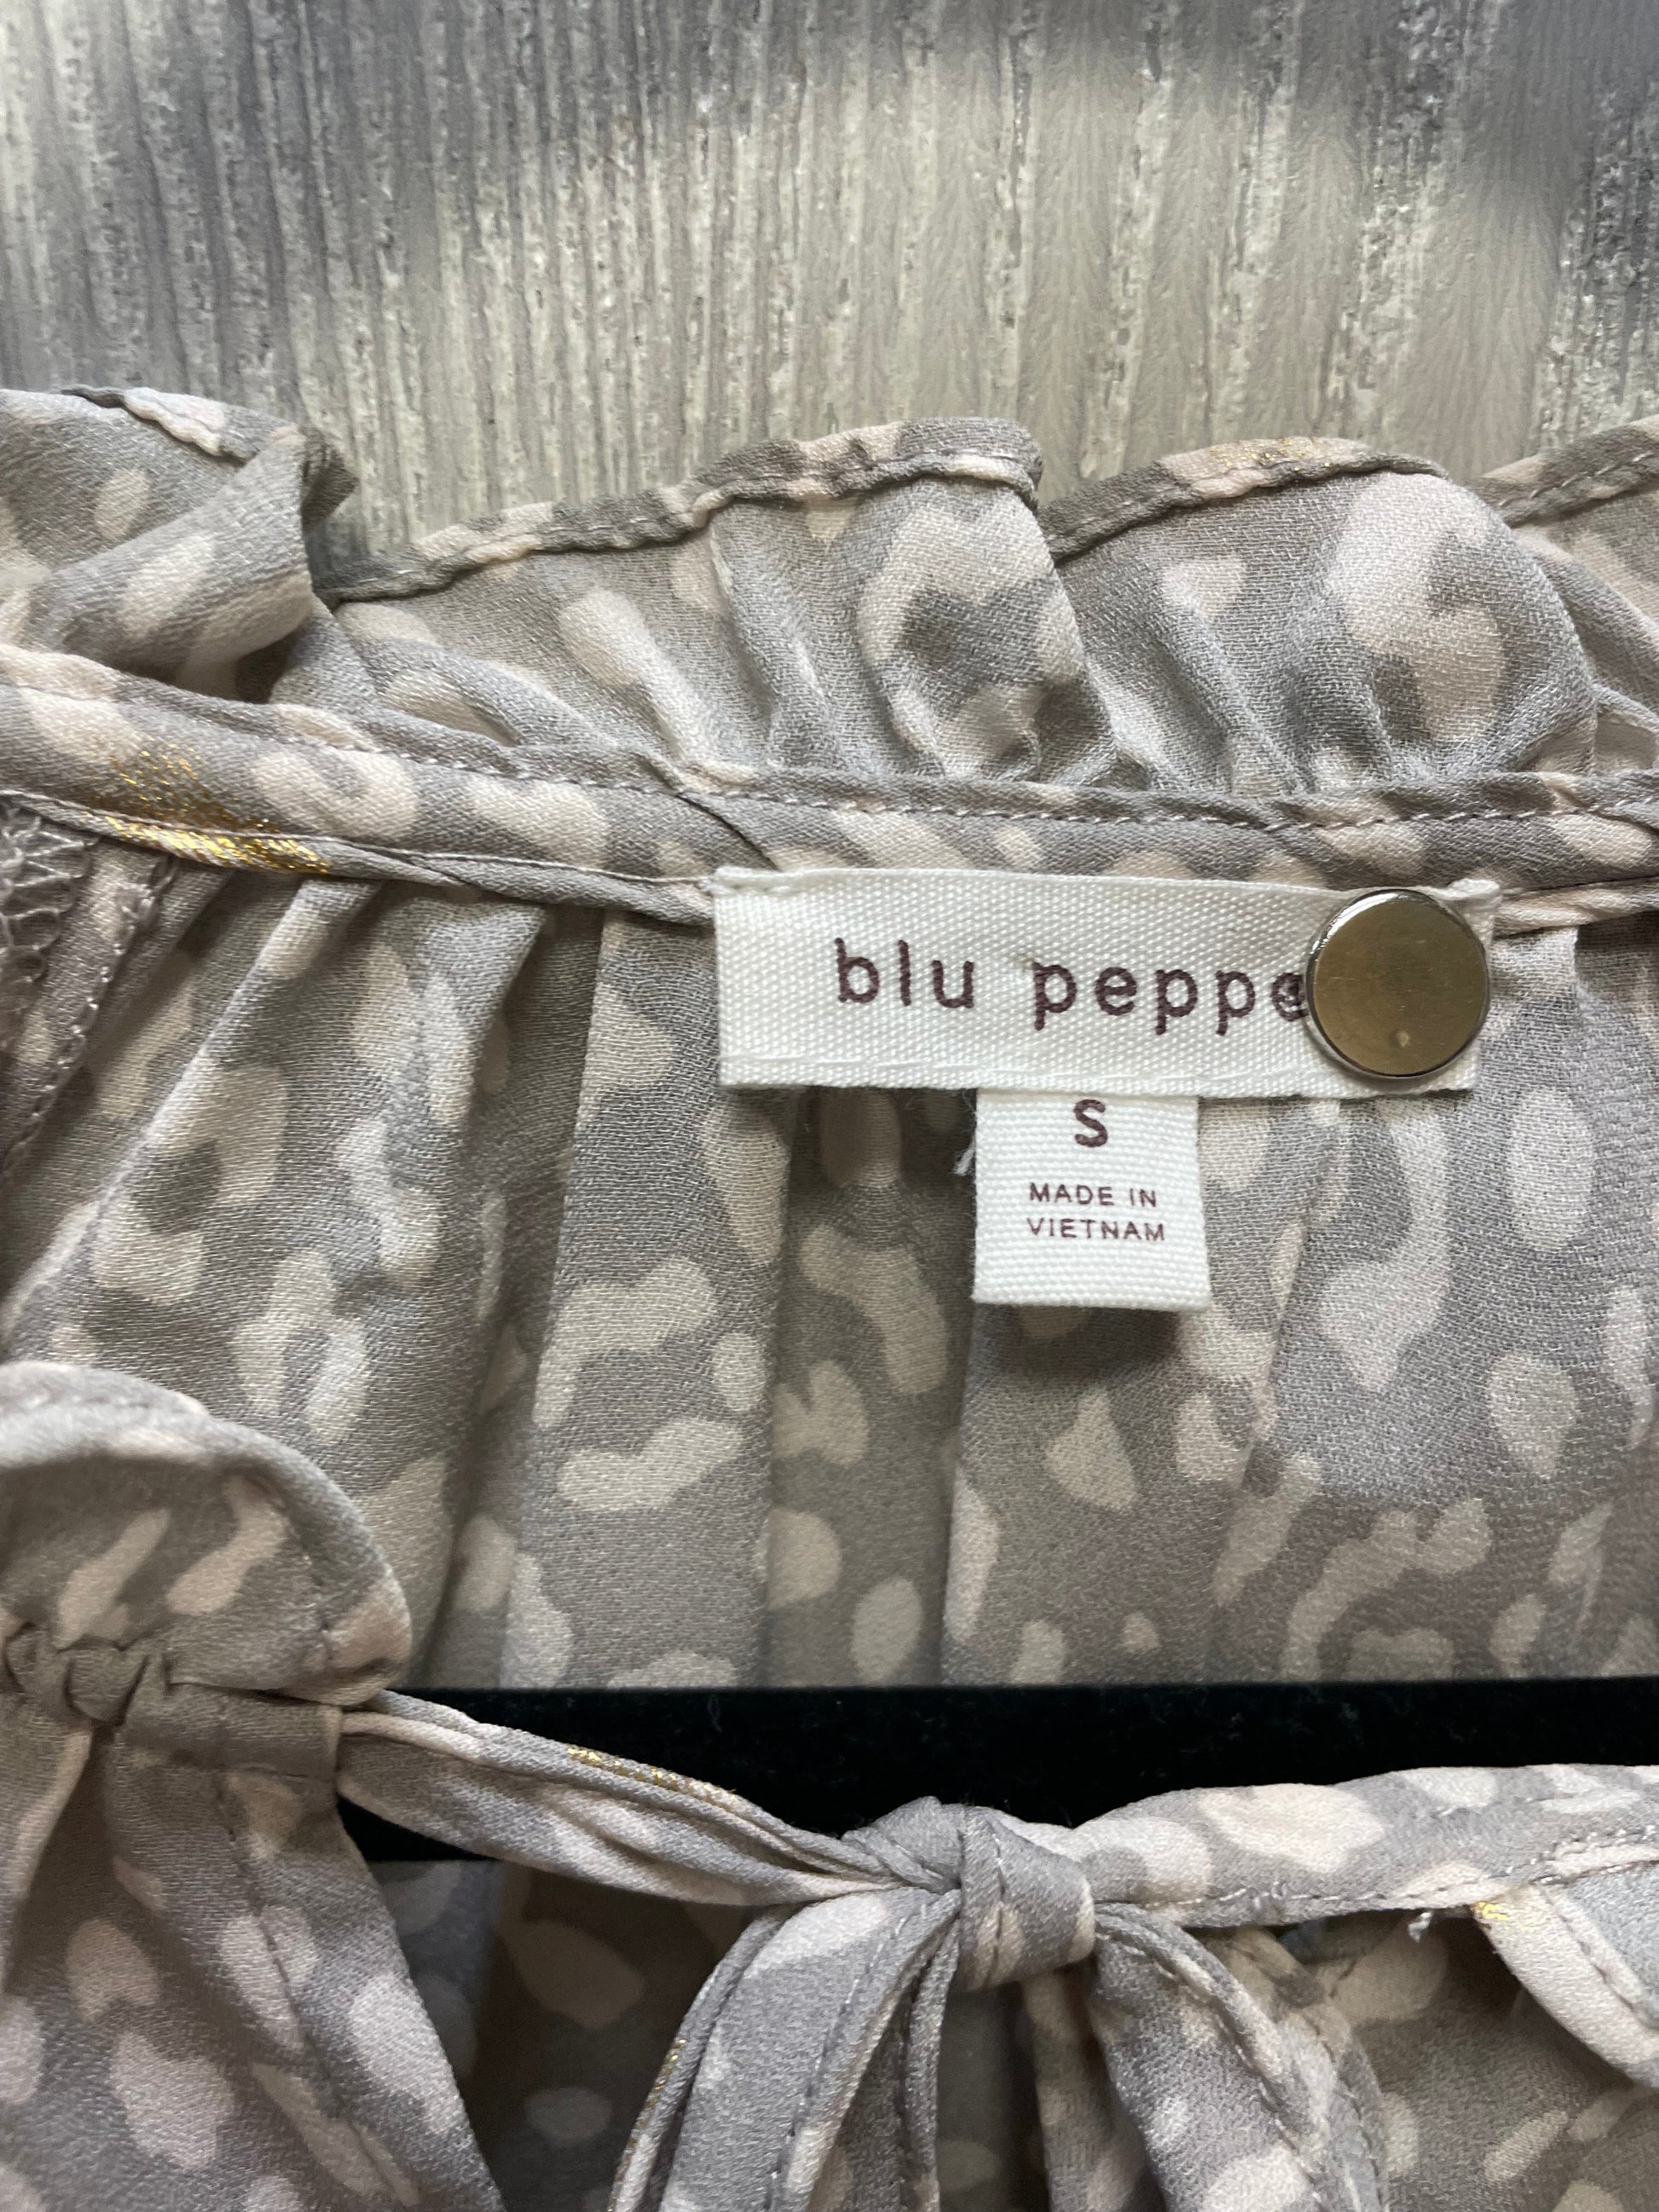 blu peppe
S
MADE IN
VIETNAM